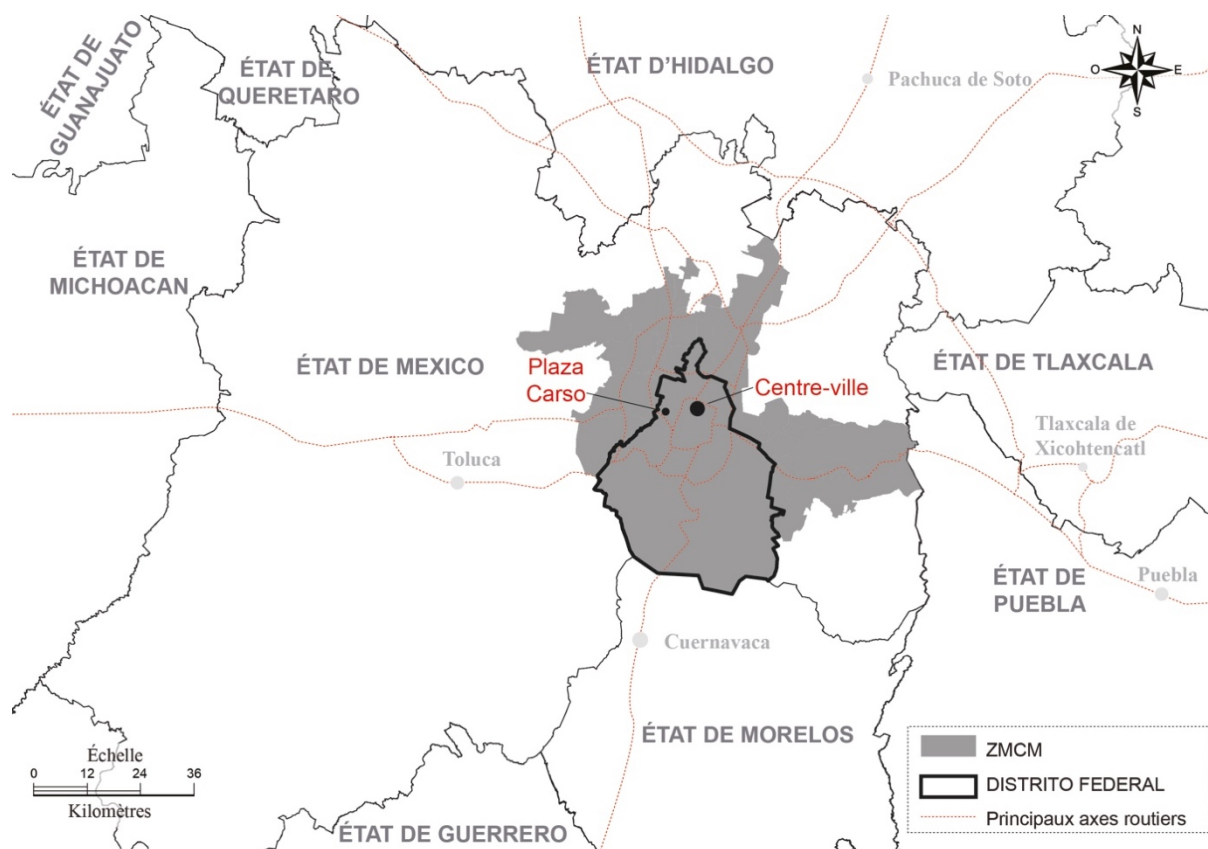 ÉTAT DE
GUANAJUATO
ÉTAT DE
QUERETARO
ÉTAT D'HIDALGO
Pachuca de Soto
N
O
E
S
ÉTAT DE
MICHOACAN
ÉTAT DE MEXICO
Plaza
Carso
Centre-ville
ÉTAT DE TLAXCALA
Tlaxcala de
Xicohtencatl
Toluca
ÉTAT DE
PUEBLA
Puebla
Cuernavaca
ÉTAT DE MORELOS
ÉTAT DE GUERRERO
Échelle
0 12 24 36
Kilomètres
ZMCM
DISTRITO FEDERAL
Principaux axes routiers